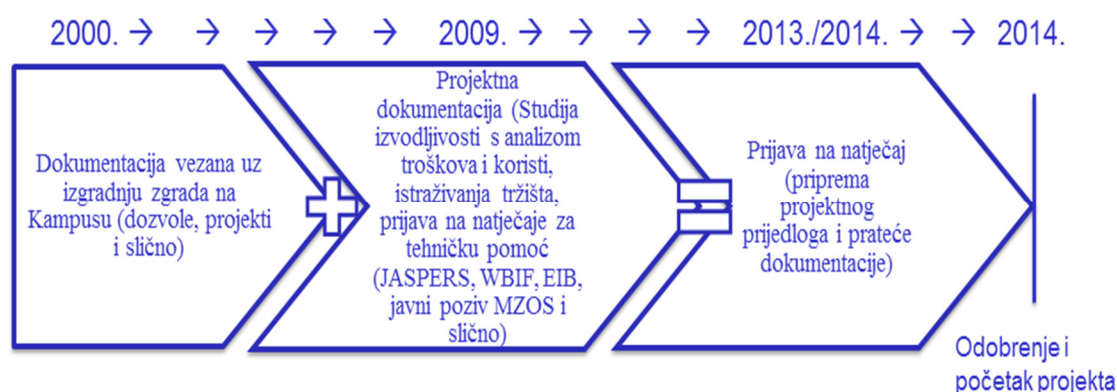 2000. → → → → → 2009. → → → → 2013./2014. → → 2014.
Dokumentacija vezana uz
izgradnju zgrada na
Kampusu (dozvole, projekti
i slično)
Projektna
dokumentacija (Studija
izvodljivosti s analizom
troškova i koristi,
istraživanja tržišta,
prijava na natječaje za
tehničku pomoć
(JASPERS, WBIF, EIB,
javni poziv MZOS i
slično)
Prijava na natječaj
(priprema
projektnog
prijedloga i prateće
dokumentacije)
Odobrenje i
početak projekta